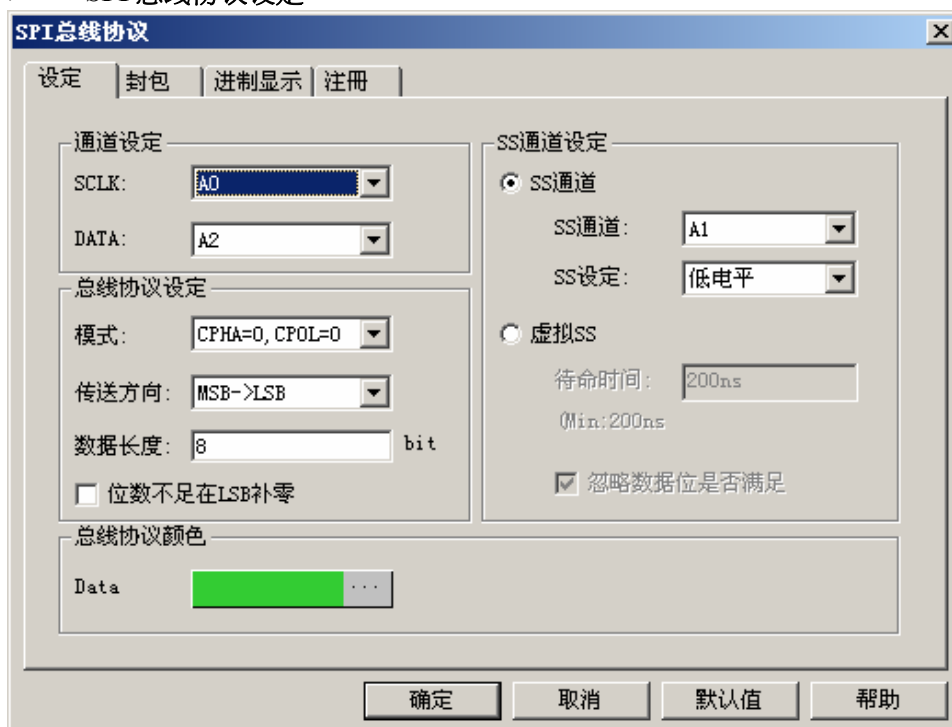 SPI总线协议
设定
封包
进制显示
注册
通道设定
SCLK: A0
DATA: A2
总线协议设定
模式: CPHA=0,CPOL=0
传送方向: MSB->LSB
数据长度: 8 bit
位数不足在LSB补零
SS通道设定
SS通道
SS通道: A1
SS设定: 低电平
虚拟SS
待命时间: 200ns
(Min:200ns
忽略数据位是否满足
总线协议颜色
Data ...
确定
取消
默认值
帮助